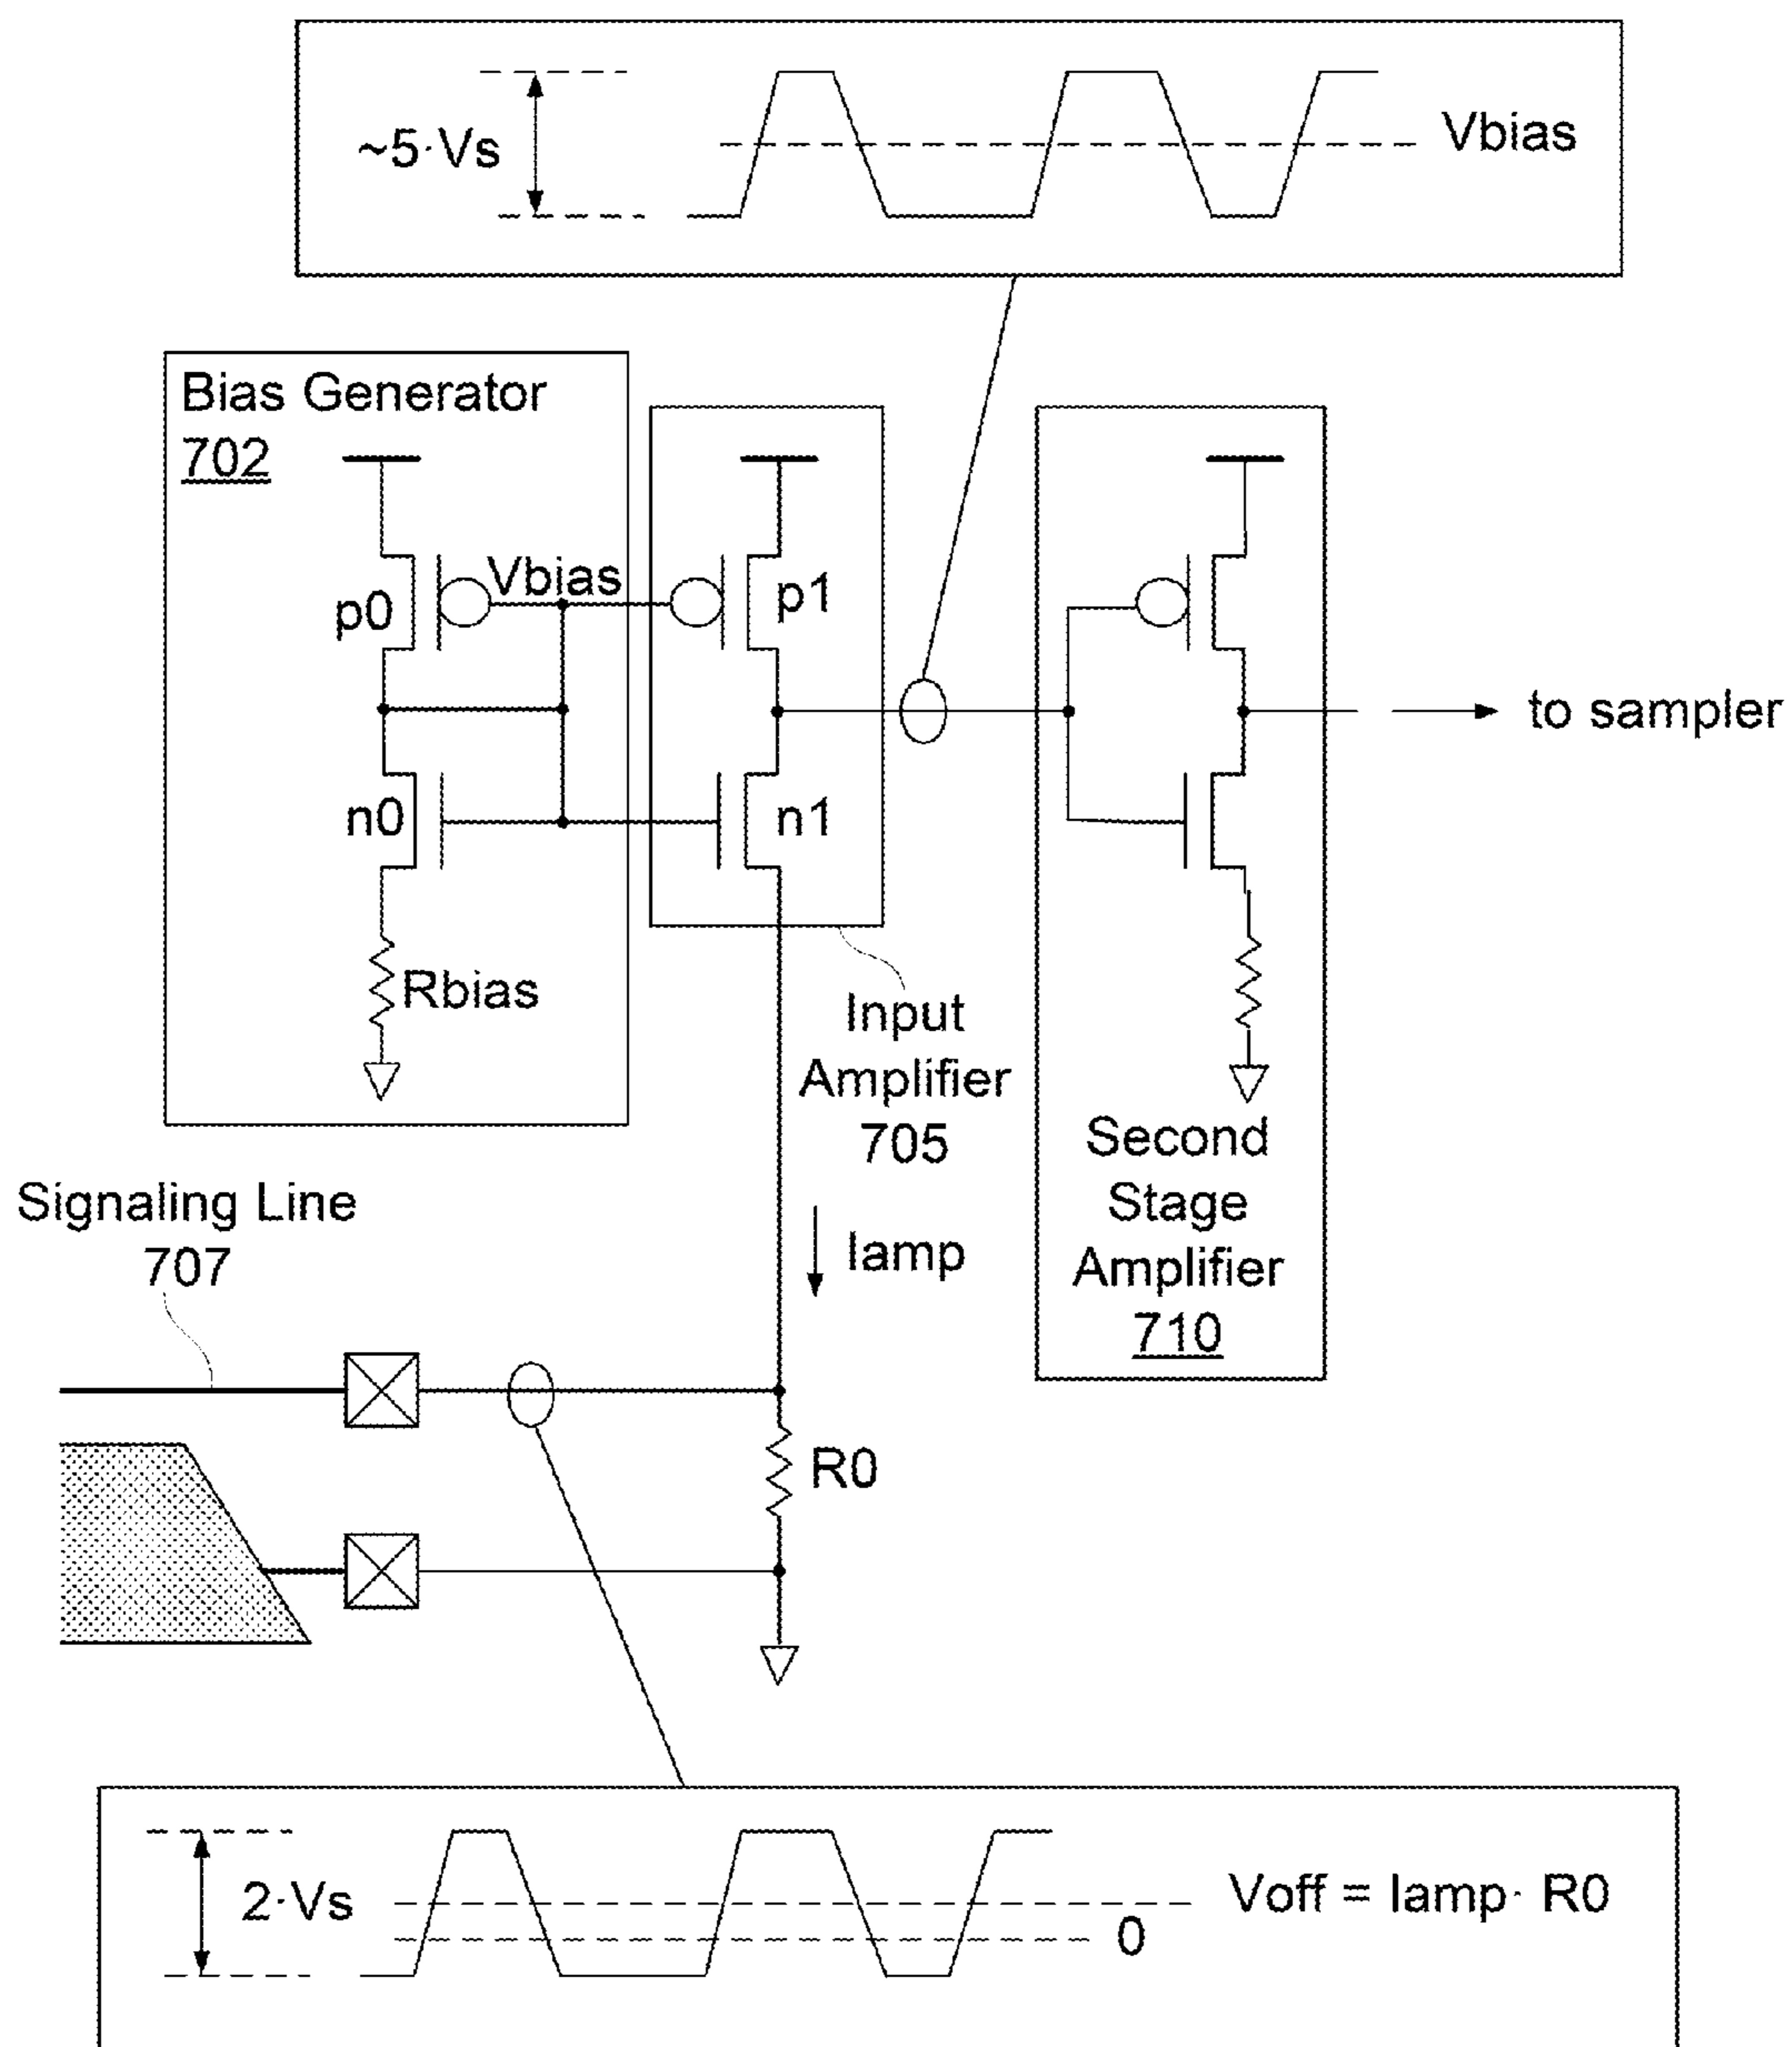 ~5·Vs
Vbias
Bias Generator
702
Vbias
p0
p1
n0
n1
to sampler
Rbias
Input
Amplifier
705
Second
Stage
Amplifier
710
Signaling Line
707
Iamp
R0
2·Vs
Voff = Iamp· R0
0